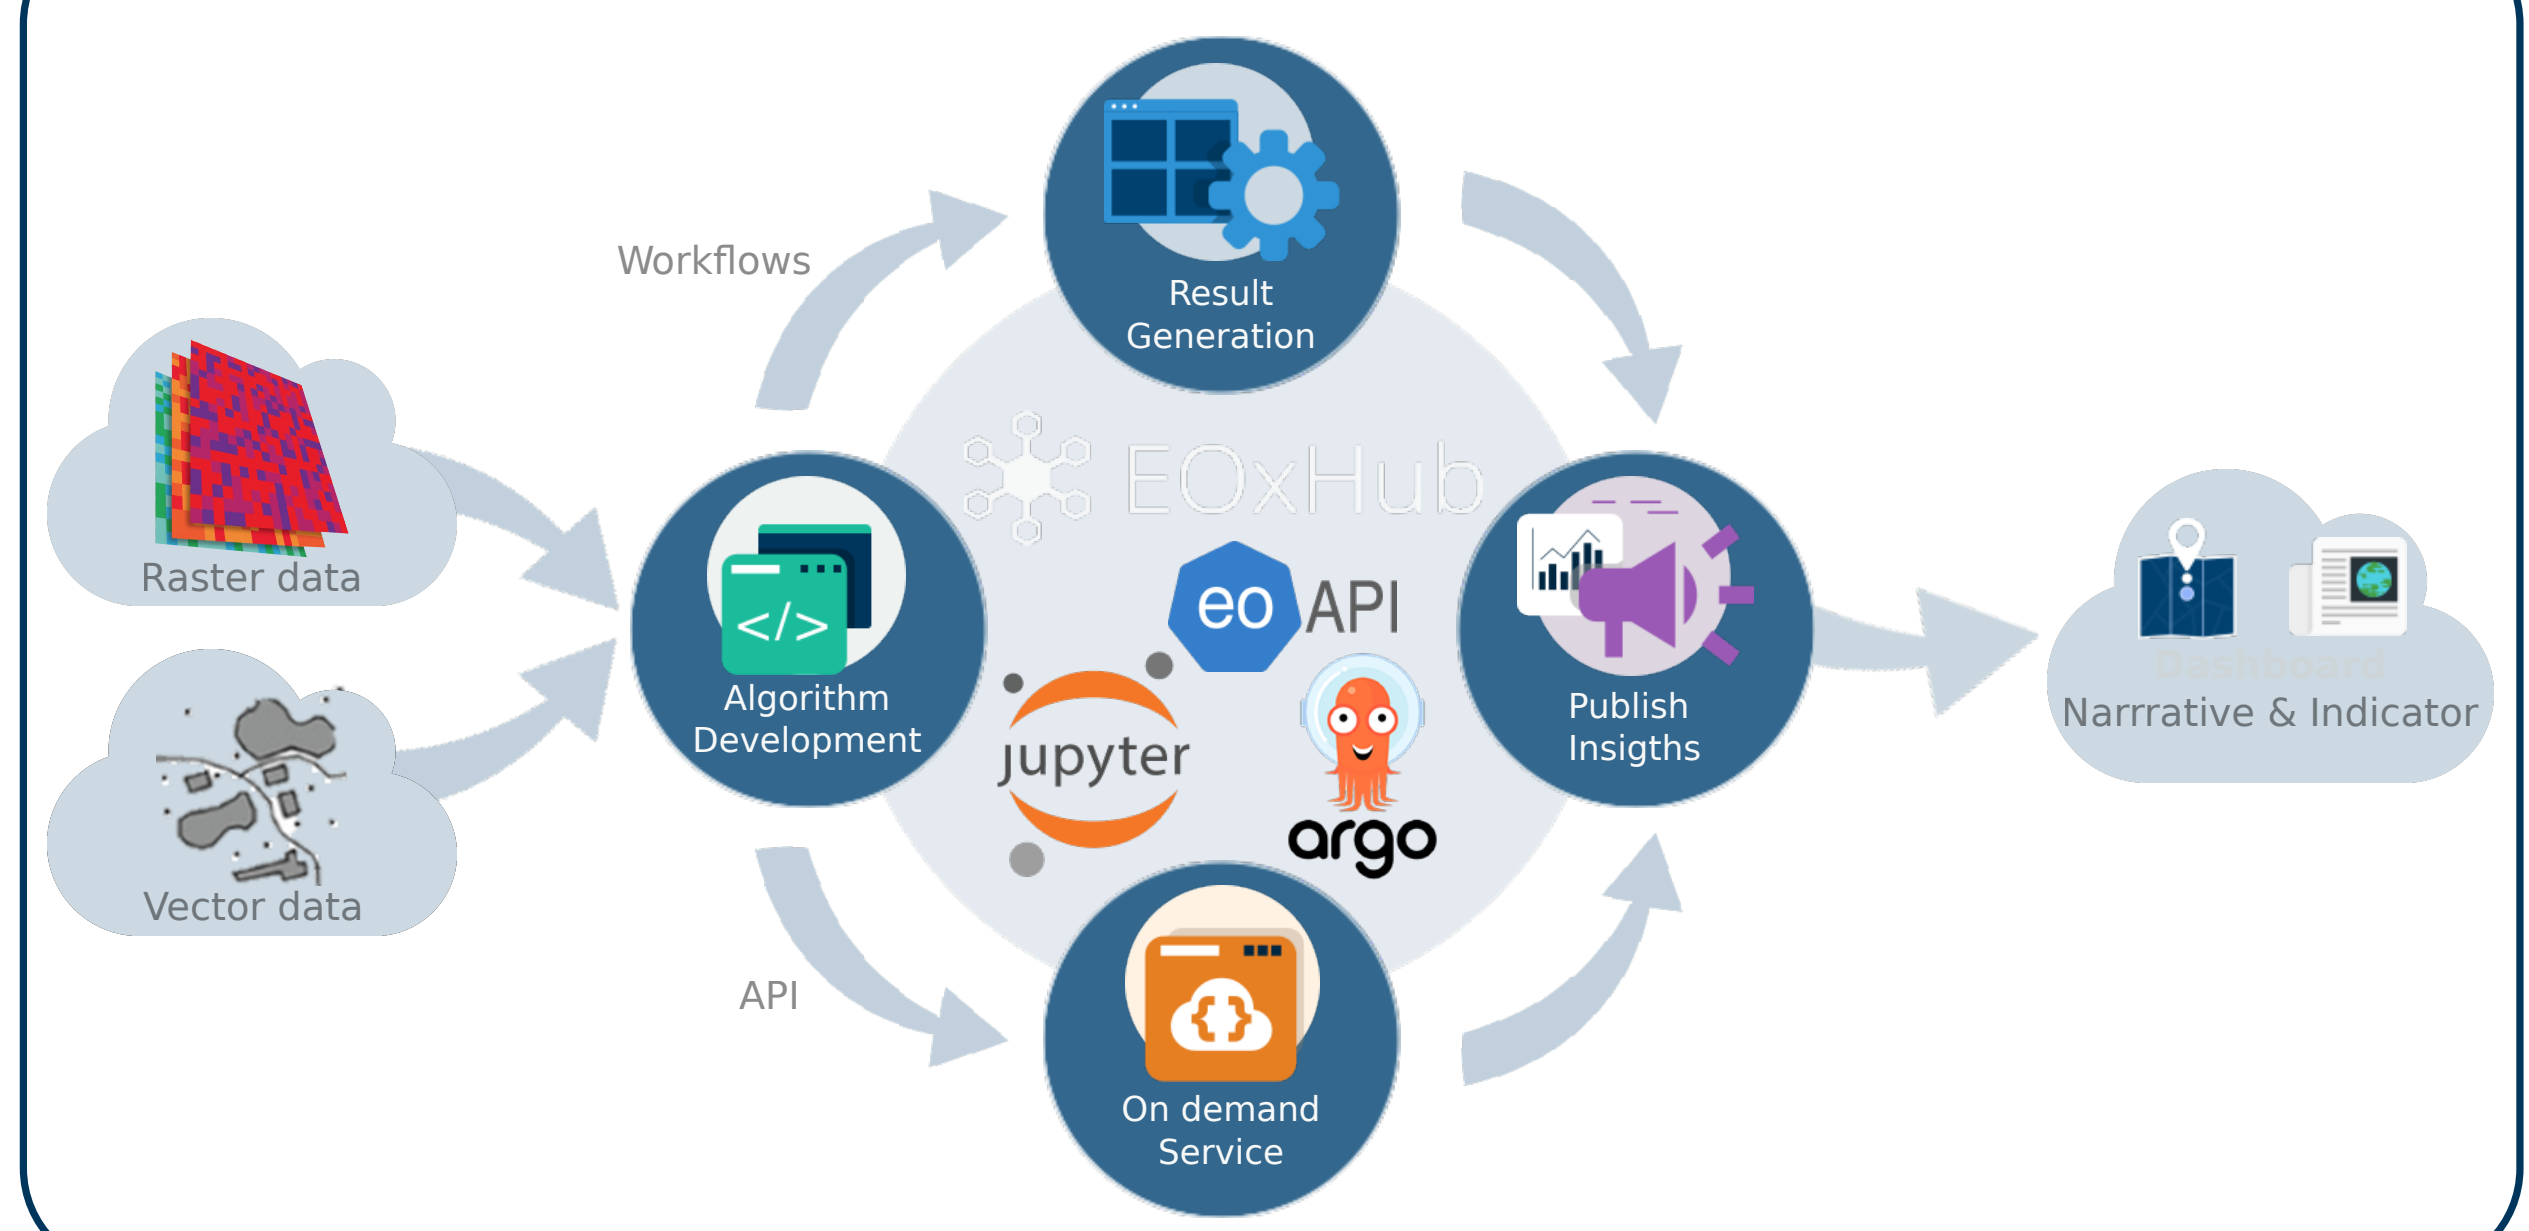 Workflows
Result
Generation
Raster data
EOxHub
eo API
</>
Algorithm
Development
jupyter
argo
Publish
Insigths
Dashboard
Narrrative & Indicator
Vector data
API
{}
On demand
Service